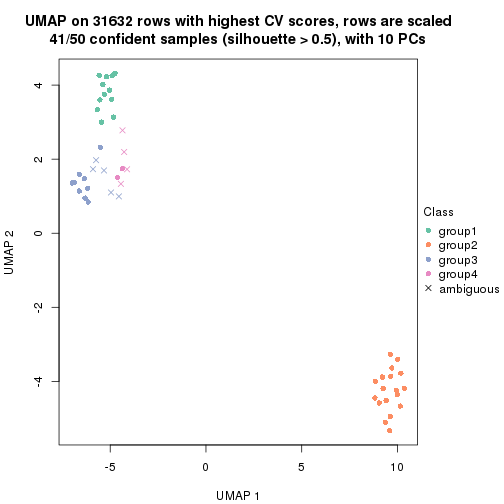 UMAP on 31632 rows with highest CV scores, rows are scaled
41/50 confident samples (silhouette > 0.5), with 10 PCs
4
2
0
-2
-4
UMAP 2
-5
0
5
10
UMAP 1
Class
group1
group2
group3
group4
ambiguous